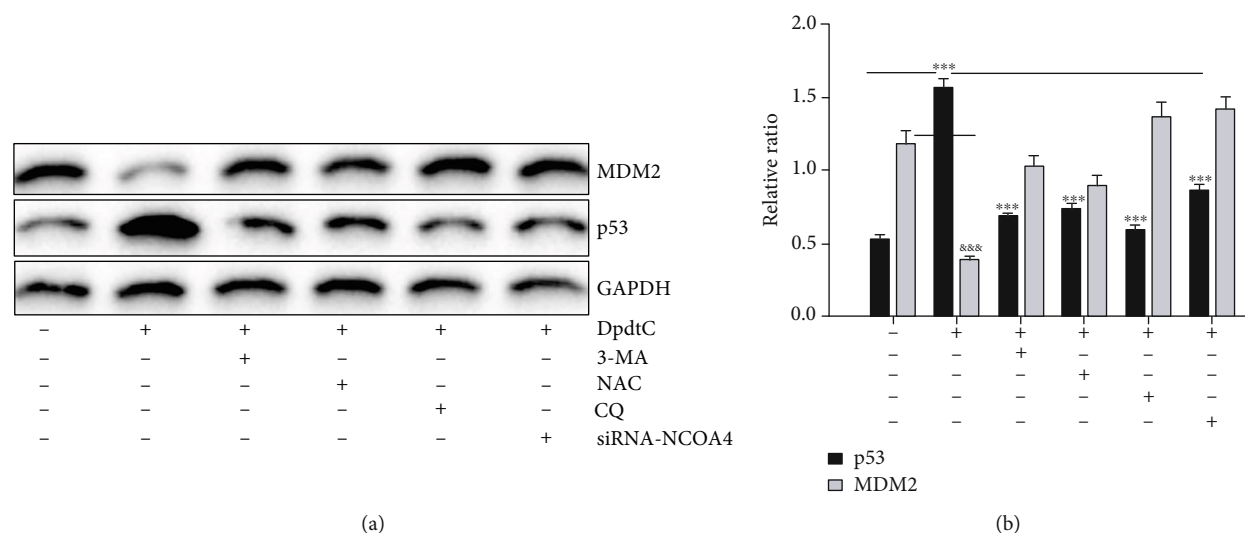 MDM2
p53
GAPDH
– + + + + + DpdtC
– – + – – – 3-MA
– – – + – – NAC
– – – – + – CQ
– – – – – + siRNA-NCOA4
(a)
Relative ratio
2.0
1.5
1.0
0.5
0.0
***
&&&
***
***
***
***
– + + + + +
– – + – – –
– – – + – –
– – – – + –
– – – – – +
p53
MDM2
(b)